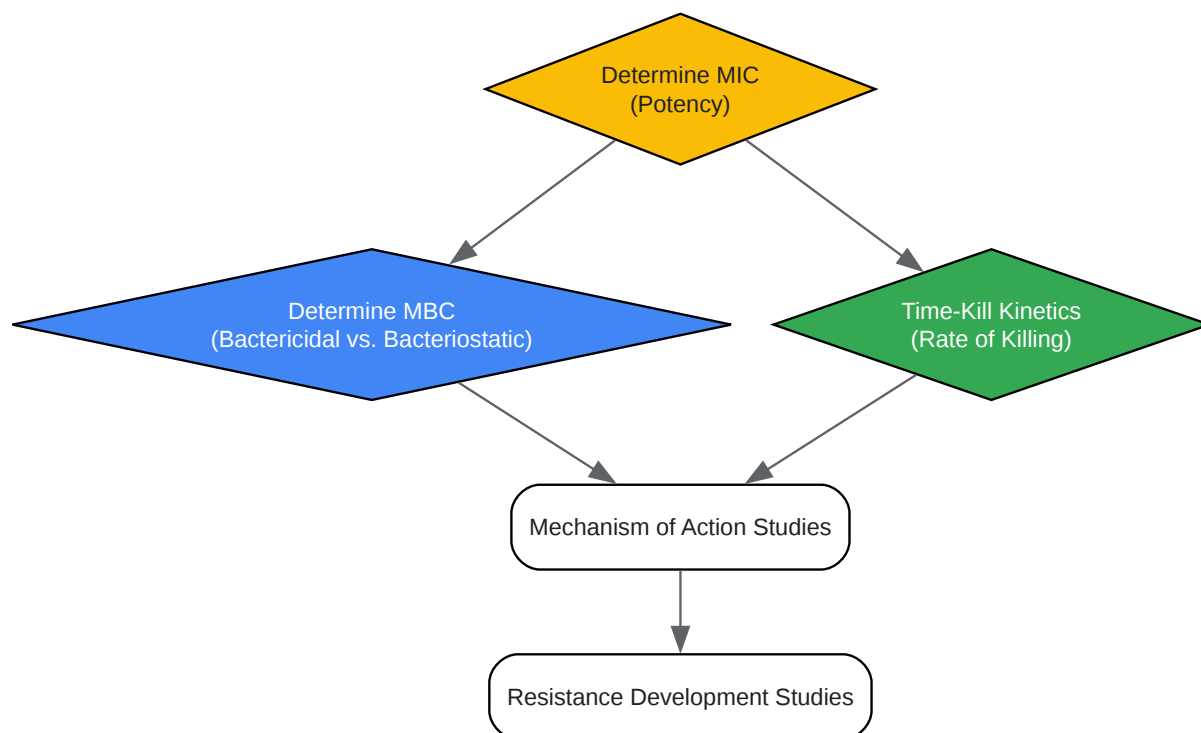 Determine MIC
(Potency)
Determine MBC
(Bactericidal vs. Bacteriostatic)
Time-Kill Kinetics
(Rate of Killing)
Mechanism of Action Studies
Resistance Development Studies